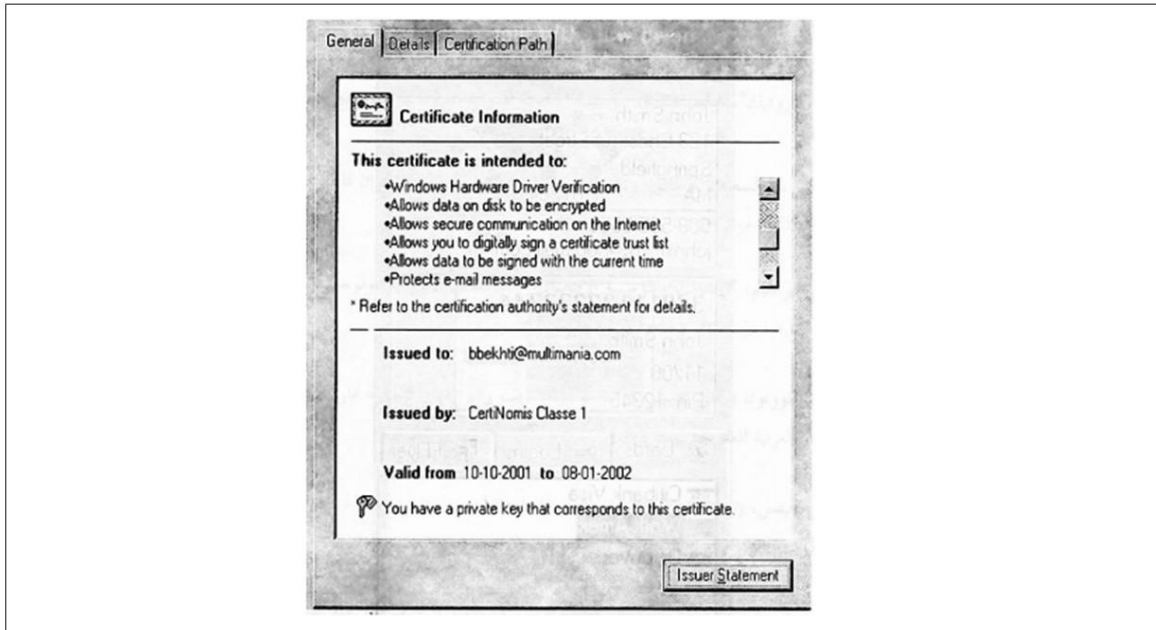 General Details Certification Path
Certificate Information
This certificate is intended to:
•Windows Hardware Driver Verification
•Allows data on disk to be encrypted
•Allows secure communication on the Internet
•Allows you to digitally sign a certificate trust list
•Allows data to be signed with the current time
•Protects e-mail messages
* Refer to the certification authority's statement for details.
Issued to: bbekhti@multimania.com
Issued by: CertiNomis Classe 1
Valid from 10-10-2001 to 08-01-2002
You have a private key that corresponds to this certificate.
Issuer Statement